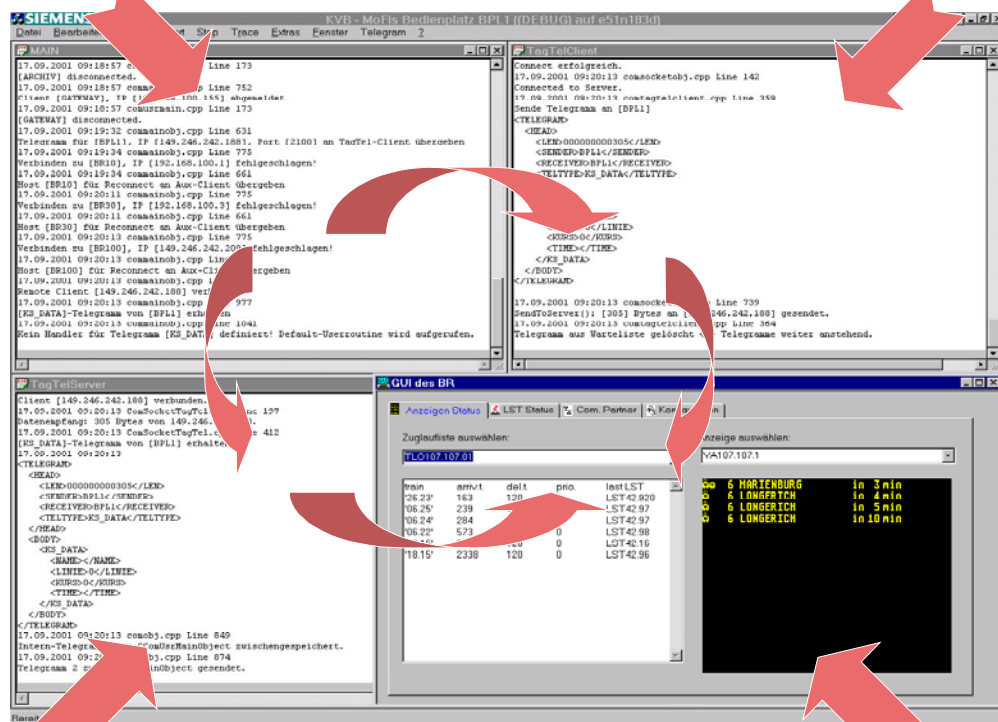 SIEMENS KVB - MoFis Bedienplatz BPL1 ((DEBUG) auf e51n183d)
Datei Bearbeiten Stop Trace Extras Fenster Telegram ?
MAIN
17.09.2001 09:18:57 Line 173
[ARCHIV] disconnected.
17.09.2001 09:18:57 Line 752
Client [GATEWAY], IP abgemeldet
17.09.2001 09:18:57 comusrmain.cpp Line 173
[GATEWAY] disconnected.
17.09.2001 09:19:32 commainobj.cpp Line 631
Telegramm für [BPL1], IP [149.246.242.188], Port [2100] an TagTel-Client übergeben
17.09.2001 09:19:34 commainobj.cpp Line 775
Verbinden zu [BR10], IP [192.168.100.1] fehlgeschlagen!
17.09.2001 09:19:34 commainobj.cpp Line 661
Host [BR10] für Reconnect an Aux-Client übergeben
17.09.2001 09:20:11 commainobj.cpp Line 775
Verbinden zu [BR30], IP [192.168.100.3] fehlgeschlagen!
17.09.2001 09:20:11 commainobj.cpp Line 661
Host [BR30] für Reconnect an Aux-Client übergeben
17.09.2001 09:20:13 commainobj.cpp Line 775
Verbinden zu [BR100], IP [149.246.242.209] fehlgeschlagen!
17.09.2001 09:20:13 commainobj.cpp
Host [BR100] für Reconnect an Aux-Client übergeben
17.09.2001 09:20:13 commainobj.cpp
Remote Client [149.246.242.188]
17.09.2001 09:20:13 commainobj.cpp 977
[KS_DATA]-Telegramm von [BPL1] erhalten
17.09.2001 09:20:13 commainobj.cpp 1041
Kein Handler für Telegramm [KS_DATA] definiert! Default-Userroutine wird aufgerufen.
TagTelClient
Connect erfolgreich.
17.09.2001 09:20:13 comsocketobj.cpp Line 142
Connected to Server.
17.09.2001 09:20:13 comtagtelclient.cpp Line 359
Sende Telegramm an [BPL1]
<TELEGRAM>
<HEAD>
<LEN>000000000305</LEN>
<SENDER>BPL1</SENDER>
<RECEIVER>BPL1</RECEIVER>
<TELTYPE>KS_DATA</TELTYPE>
</LINIE>
<KURS>0</KURS>
<TIME></TIME>
</KS_DATA>
</BODY>
</TELEGRAM>
17.09.2001 09:20:13 Line 739
SendToServer(): [305] Bytes an gesendet.
17.09.2001 09:20:13 Line 364
Telegramm aus Warteliste gelöscht Telegramme weiter anstehend.
TagTelServer
Client [149.246.242.188] verbunden.
17.09.2001 09:20:13 197
Datenempfang: 305 Bytes von
17.09.2001 09:20:13 412
[KS_DATA]-Telegramm von [BPL1] erhalten
17.09.2001 09:20:13
<TELEGRAM>
<HEAD>
<LEN>000000000305</LEN>
<SENDER>BPL1</SENDER>
<RECEIVER>BPL1</RECEIVER>
<TELTYPE>KS_DATA</TELTYPE>
</HEAD>
<BODY>
<KS_DATA>
<NAME></NAME>
<LINIE>0</LINIE>
<KURS>0</KURS>
<TIME></TIME>
</KS_DATA>
</BODY>
</TELEGRAM>
17.09.2001 09:20:13 comobj.cpp Line 849
CComUsrMainObject zwischengespeichert.
17.09.2001 Line 874
Telegramm 2 gesendet.
GUI des BR
Anzeigen Status LST Status Com. Partner
Zuglaufliste auswählen: Anzeige auswählen:
TLO107.107.01 VA107.107.1
train arriv.t. del.t. prio. last LST
'26.23' 163 120 LST42.920
'06.25' 239 LST42.97
'06.24' 284 LST42.97
'06.22' 573 0 LST42.98
120 0 LST42.16
'18.15' 2338 120 0 LST42.96
6 MARIENBURG in 3 min
6 LONGERICH in 4 min
6 LONGERICH in 5 min
6 LONGERICH in 10 min